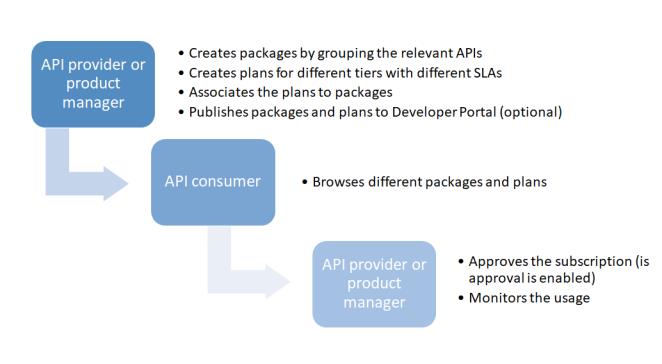 API provider or
product
manager
• Creates packages by grouping the relevant APIs
• Creates plans for different tiers with different SLAs
• Associates the plans to packages
• Publishes packages and plans to Developer Portal (optional)
API consumer
• Browses different packages and plans
API provider or
product
manager
• Approves the subscription (is
approval is enabled)
• Monitors the usage